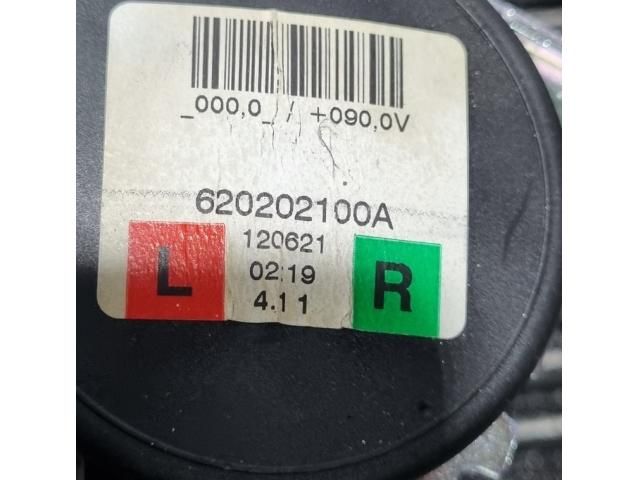 _000,0_ / +090,0V
620202100A
120621
L 02:19 R
4.11